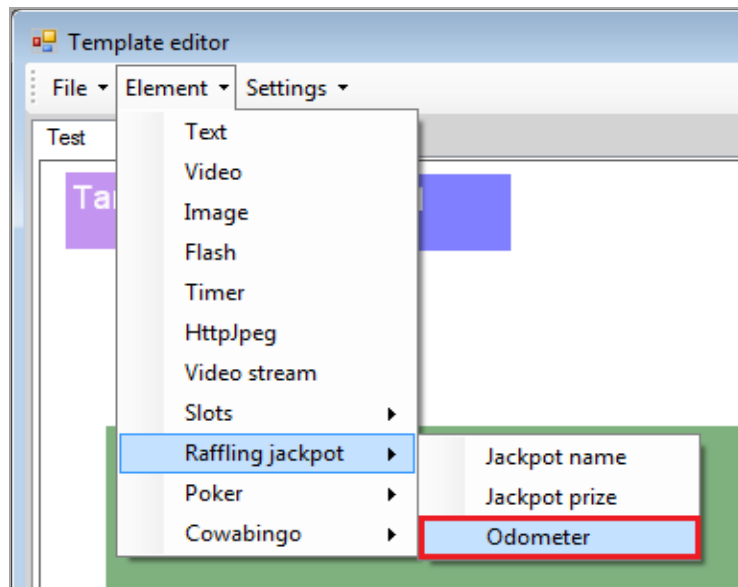 Template editor
File Element Settings
Test
Text
Video
Image
Flash
Timer
HttpJpeg
Video stream
Slots
Raffling jackpot
Poker
Cowabingo
Jackpot name
Jackpot prize
Odometer